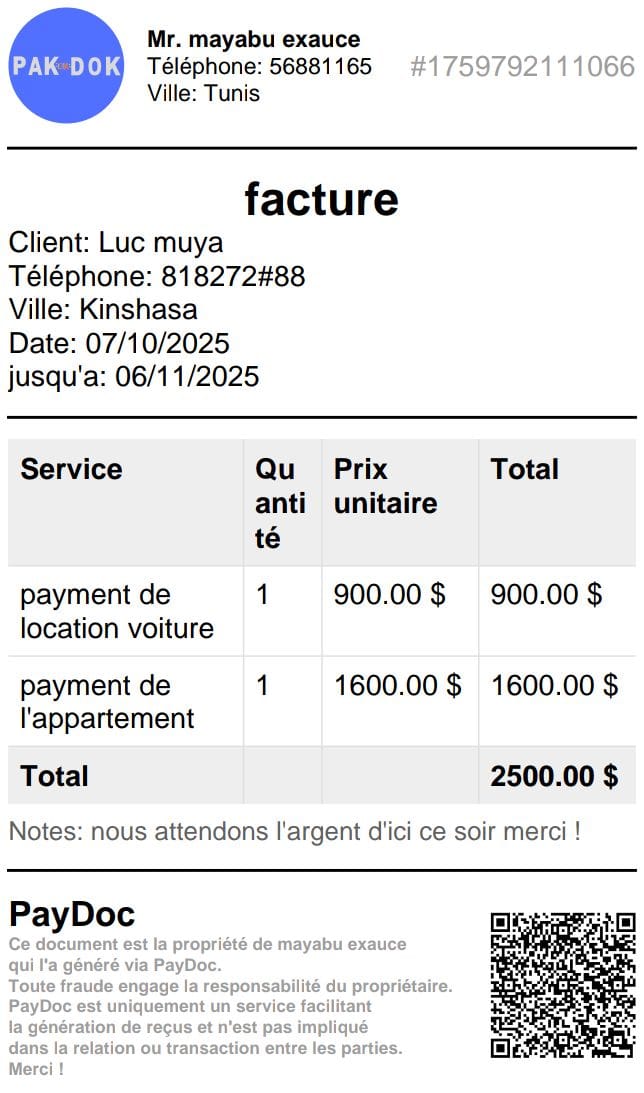 PAK DOK
Mr. mayabu exauce
Téléphone: 56881165
Ville: Tunis
#1759792111066
facture
Client: Luc muya
Téléphone: 818272#88
Ville: Kinshasa
Date: 07/10/2025
jusqu'a: 06/11/2025
Service Qu Prix Total
anti unitaire
té
payment de 1 900.00 $ 900.00 $
location voiture
payment de 1 1600.00 $ 1600.00 $
l'appartement
Total 2500.00 $
Notes: nous attendons l'argent d'ici ce soir merci !
PayDoc
Ce document est la propriété de mayabu exauce
qui l'a généré via PayDoc.
Toute fraude engage la responsabilité du propriétaire.
PayDoc est uniquement un service facilitant
la génération de reçus et n'est pas impliqué
dans la relation ou transaction entre les parties.
Merci !